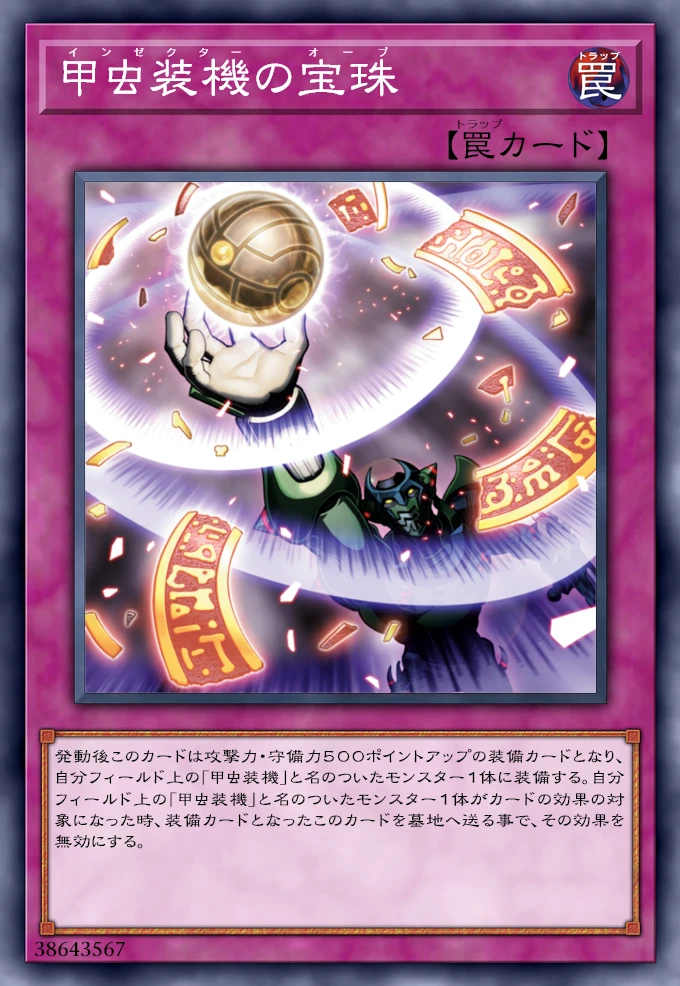 インゼクター オーブ
甲虫装機の宝珠
トラップ
罠
トラップ
【罠カード】
発動後このカードは攻撃力・守備力500ポイントアップの装備カードとなり、
自分フィールド上の「甲虫装機」と名のついたモンスター1体に装備する。自分
フィールド上の「甲虫装機」と名のついたモンスター1体がカードの効果の対
象になった時、装備カードとなったこのカードを墓地へ送る事で、その効果を
無効にする。
38643567